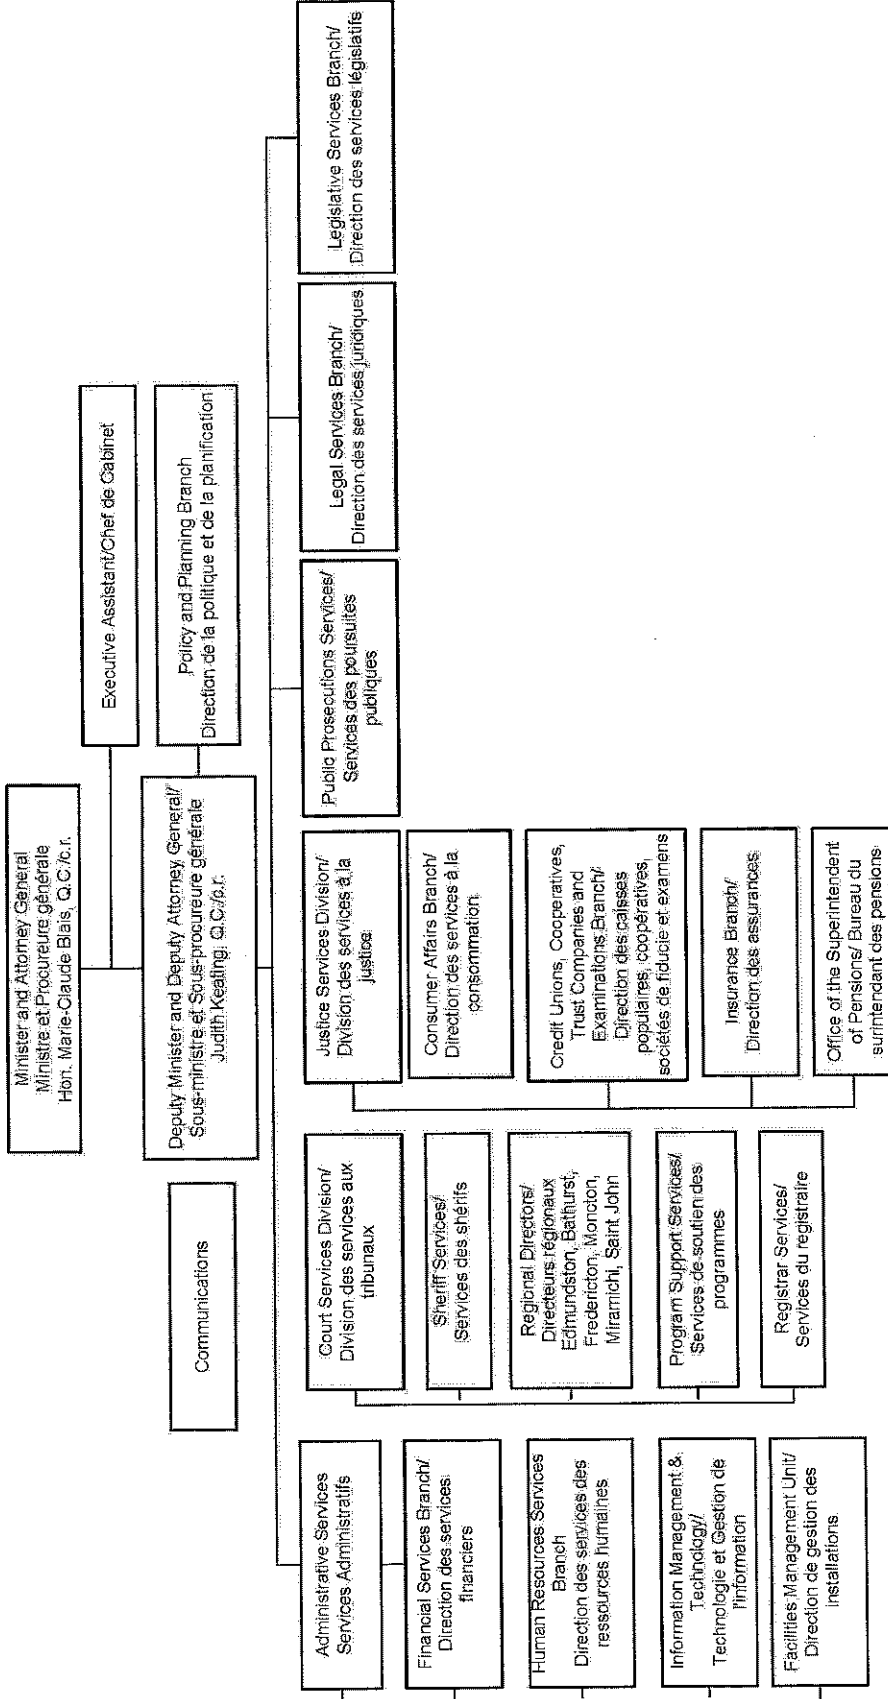 Minister and Attorney General
Ministre et Procureure générale
Hon. Marie-Claude Blais, Q.C./c.r.
Executive Assistant/Chef de Cabinet
Communications
Deputy Minister and Deputy Attorney General/
Sous-ministre et Sous-procureure générale
Judith Keating, Q.C./c.r.
Policy and Planning Branch
Direction de la politique et de la planification
Administrative Services
Services Administratifs
Financial Services Branch/
Direction des services
financiers
Human Resources Services
Branch
Direction des services des
ressources humaines
Information Management &
Technology/
Technologie et Gestion de
l'information
Facilities Management Unit/
Direction de gestion des
installations.
Court Services Division/
Division des services aux
tribunaux
Sheriff Services/
Services des shérifs
Regional Directors/
Directeurs régionaux
Edmundston, Bathurst,
Fredericton, Moncton,
Miramichi, Saint John
Program Support Services/
Services de soutien des
programmes
Registrar Services/
Services du registraire
Justice Services Division/
Division des services à la
justice
Consumer Affairs Branch/
Direction des services à la
consommation
Credit Unions, Cooperatives,
Trust Companies and
Examinations Branch/
Direction des caisses
populaires, coopératives,
sociétés de fiducie et examens
Insurance Branch/
Direction des assurances
Office of the Superintendent
of Pensions/ Bureau du
surintendant des pensions
Public Prosecutions Services/
Services des poursuites
publiques
Legal Services Branch/
Direction des services juridiques
Legislative Services Branch/
Direction des services législatifs